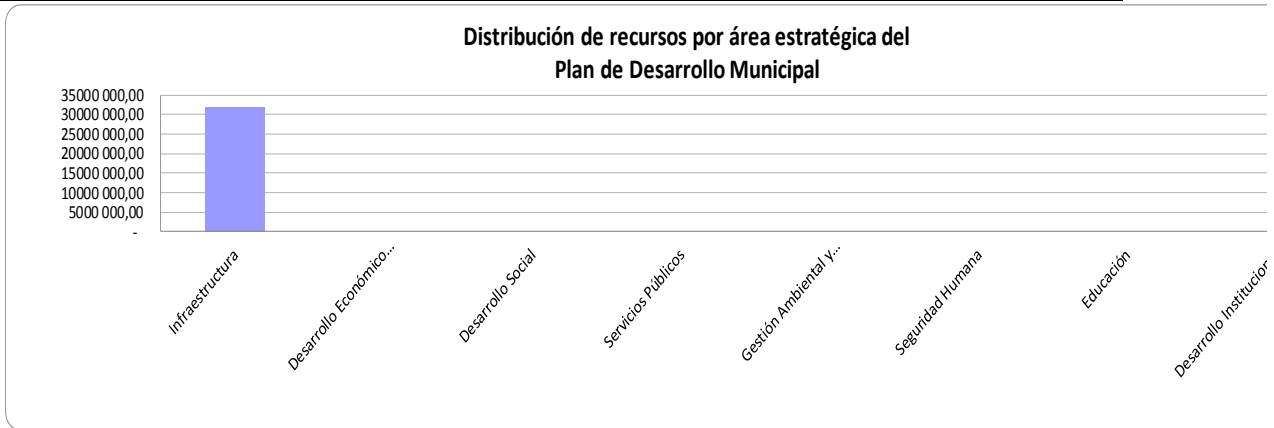 Distribución de recursos por área estratégica del
Plan de Desarrollo Municipal
35000 000,00
30000 000,00
25000 000,00
20000 000,00
15000 000,00
10000 000,00
5000 000,00
-
Infraestructura
Desarrollo Económico...
Desarrollo Social
Servicios Públicos
Gestión Ambiental y...
Seguridad Humana
Educación
Desarrollo Institucion